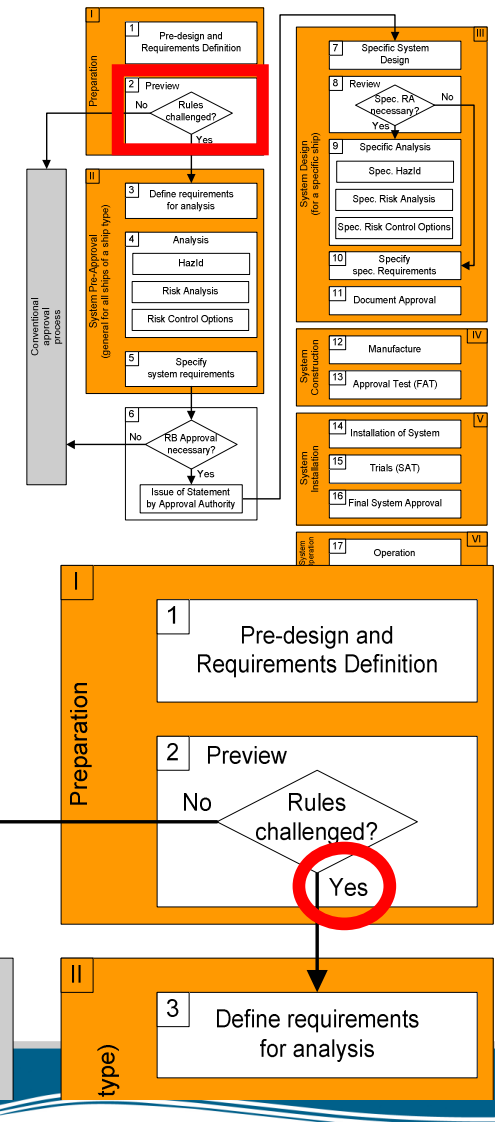 I
Preparation
1
Pre-design and
Requirements Definition
2
Preview
No
Rules
challenged?
Yes
II
System Pre-Approval
(general for all ships of a ship type)
3
Define requirements
for analysis
4
Analysis
HazId
Risk Analysis
Risk Control Options
5
Specify
system requirements
6
No
RB Approval
necessary?
Yes
Issue of Statement
by Approval Authority
Conventional
approval
process
III
System Design
(for a specific ship)
7
Specific System
Design
8
Review
Spec. RA
necessary?
No
Yes
9
Specific Analysis
Spec. HazId
Spec. Risk Analysis
Spec. Risk Control Options
10
Specify
spec. Requirements
11
Document Approval
IV
System
Construction
12
Manufacture
13
Approval Test (FAT)
V
System
Installation
14
Installation of System
15
Trials (SAT)
16
Final System Approval
VI
System
Operation
17
Operation
I
Preparation
1
Pre-design and
Requirements Definition
2
Preview
No
Rules
challenged?
Yes
II
type)
3
Define requirements
for analysis